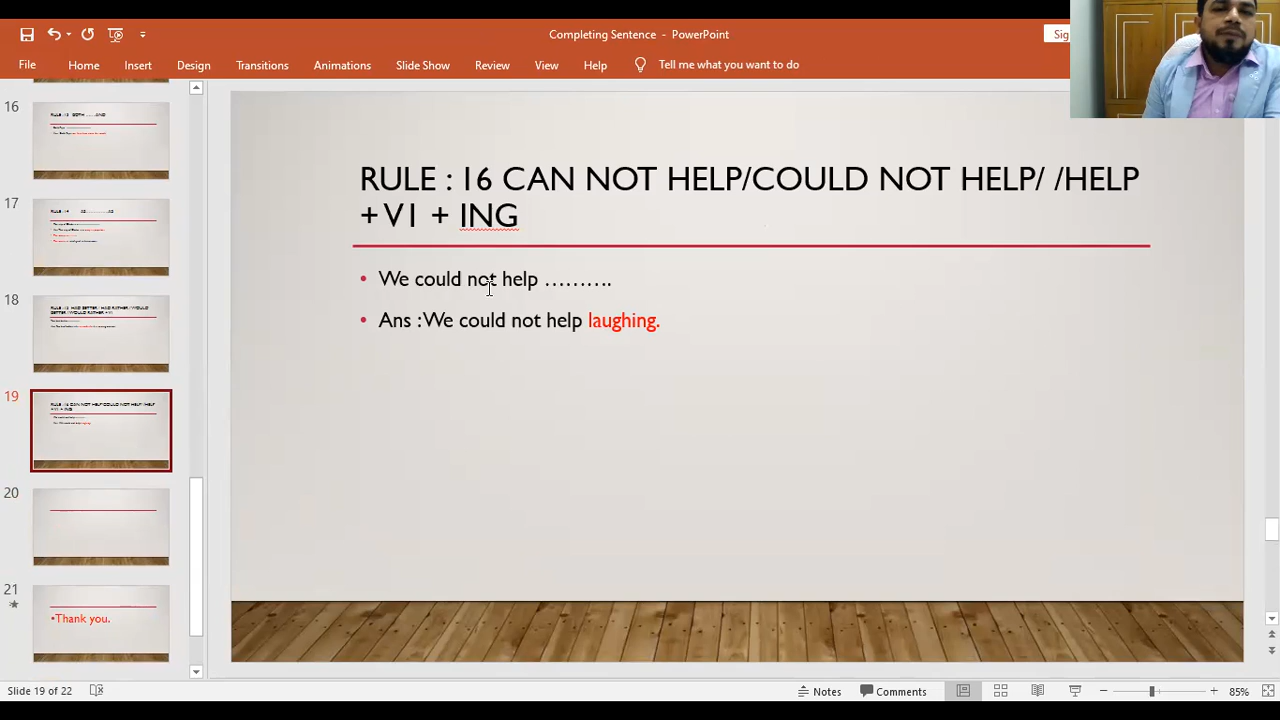 Completing Sentence - PowerPoint
Sig
File Home Insert Design Transitions Animations Slide Show Review View Help Tell me what you want to do
16
17
18
19
20
21
•Thank you.
RULE : 16 CAN NOT HELP/COULD NOT HELP/ /HELP
+ V1 + ING
• We could not help ……….
• Ans : We could not help laughing.
Slide 19 of 22
Notes Comments 85%